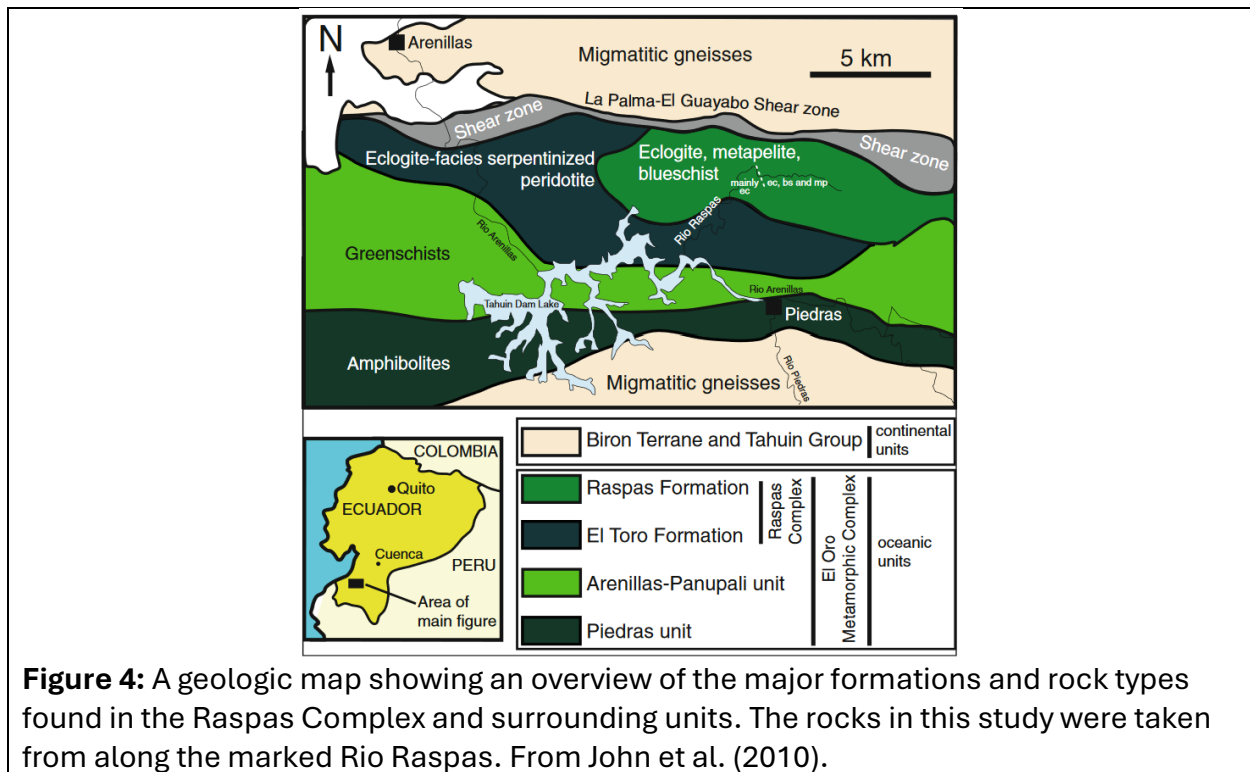 N
Arenillas
Migmatitic gneisses
5 km
La Palma-El Guayabo Shear zone
Shear zone
Shear zone
Eclogite-facies serpentinized
peridotite
Eclogite, metapelite,
blueschist
mainly
ec
ec, bs and mp
Rio Raspas
Rio Arenillas
Greenschists
Rio Arenillas
Tahuin Dam Lake
Piedras
Amphibolites
Migmatitic gneisses
Rio Piedras
COLOMBIA
Quito
ECUADOR
Cuenca
PERU
Area of
main figure
Biron Terrane and Tahuin Group
continental
units
Raspas Formation
El Toro Formation
Raspas
Complex
Arenillas-Panupali unit
Piedras unit
El Oro
Metamorphic Complex
oceanic
units
Figure 4: A geologic map showing an overview of the major formations and rock types
found in the Raspas Complex and surrounding units. The rocks in this study were taken
from along the marked Rio Raspas. From John et al. (2010).